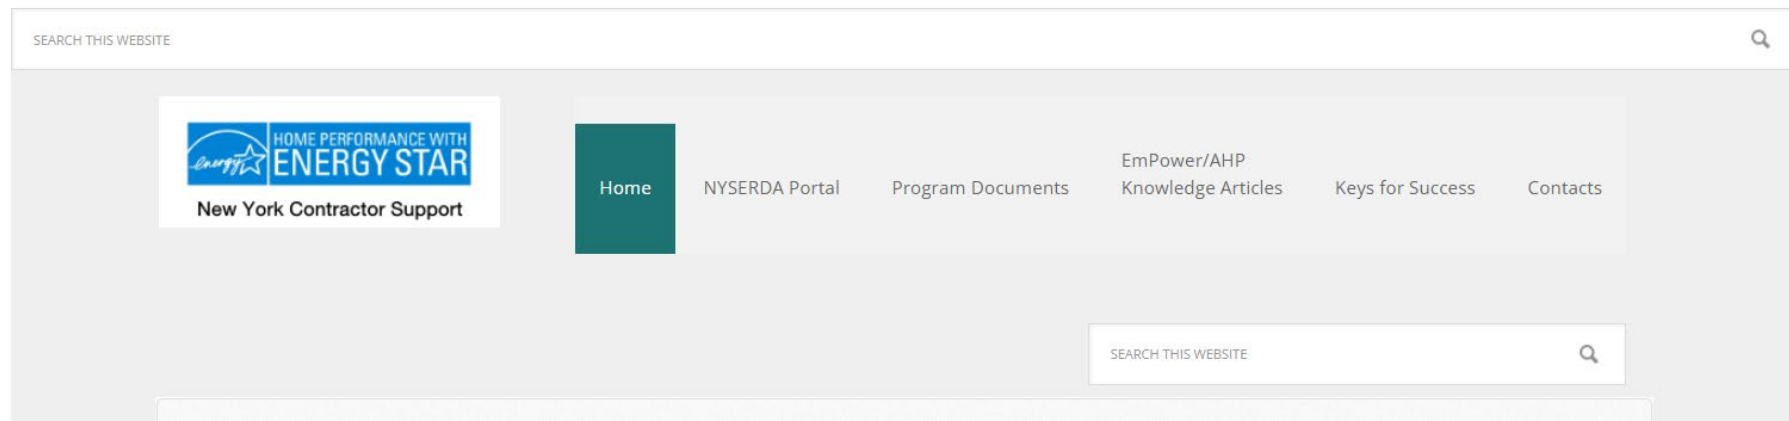 SEARCH THIS WEBSITE
energy
HOME PERFORMANCE WITH
ENERGY STAR
New York Contractor Support
Home
NYSERDA Portal
Program Documents
EmPower/AHP
Knowledge Articles
Keys for Success
Contacts
SEARCH THIS WEBSITE